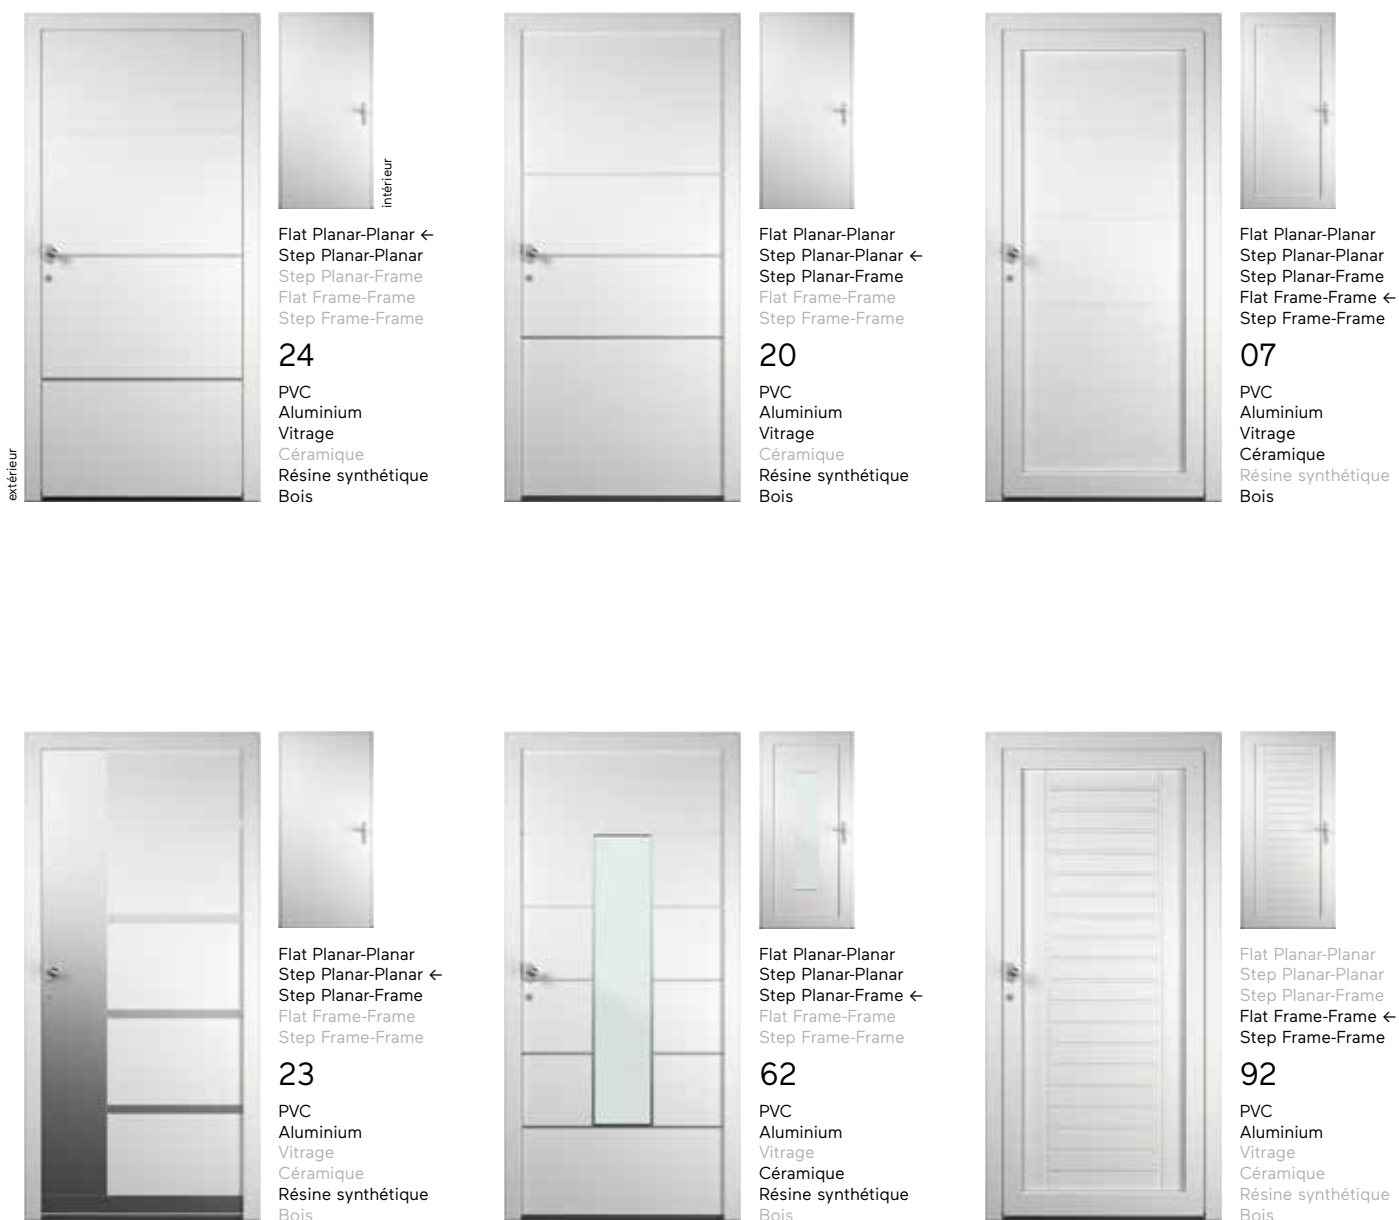 extérieur
intérieur
Flat Planar-Planar ←
Step Planar-Planar
Step Planar-Frame
Flat Frame-Frame
Step Frame-Frame
24
PVC
Aluminium
Vitrage
Céramique
Résine synthétique
Bois
Flat Planar-Planar
Step Planar-Planar ←
Step Planar-Frame
Flat Frame-Frame
Step Frame-Frame
20
PVC
Aluminium
Vitrage
Céramique
Résine synthétique
Bois
Flat Planar-Planar
Step Planar-Planar
Step Planar-Frame
Flat Frame-Frame ←
Step Frame-Frame
07
PVC
Aluminium
Vitrage
Céramique
Résine synthétique
Bois
Flat Planar-Planar
Step Planar-Planar ←
Step Planar-Frame
Flat Frame-Frame
Step Frame-Frame
23
PVC
Aluminium
Vitrage
Céramique
Résine synthétique
Bois
Flat Planar-Planar
Step Planar-Planar
Step Planar-Frame ←
Flat Frame-Frame
Step Frame-Frame
62
PVC
Aluminium
Vitrage
Céramique
Résine synthétique
Bois
Flat Planar-Planar
Step Planar-Planar
Step Planar-Frame
Flat Frame-Frame ←
Step Frame-Frame
92
PVC
Aluminium
Vitrage
Céramique
Résine synthétique
Bois